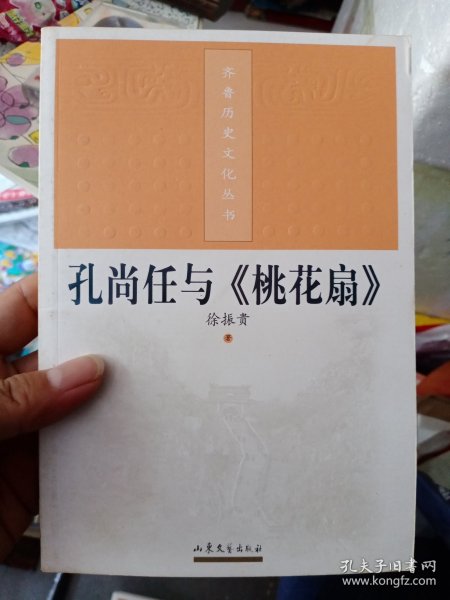 齐鲁历史文化丛书
孔尚任与《桃花扇》
徐振贵
著
山东文艺出版社
孔夫子旧书网
www.kongfz.com